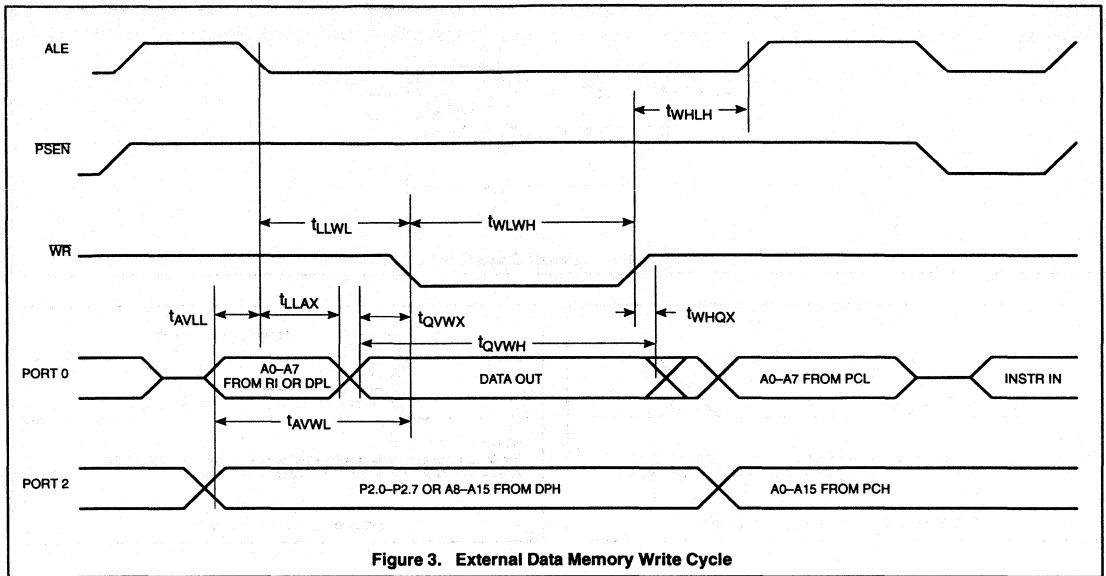 ALE
tWHLH
PSEN
tLLWL
tWLWH
WR
tAVLL
tLLAX
tQVWX
tWHQX
tQVWH
PORT 0
A0–A7
FROM RI OR DPL
DATA OUT
A0–A7 FROM PCL
INSTR IN
tAVWL
PORT 2
P2.0–P2.7 OR A8–A15 FROM DPH
A0–A15 FROM PCH
Figure 3. External Data Memory Write Cycle